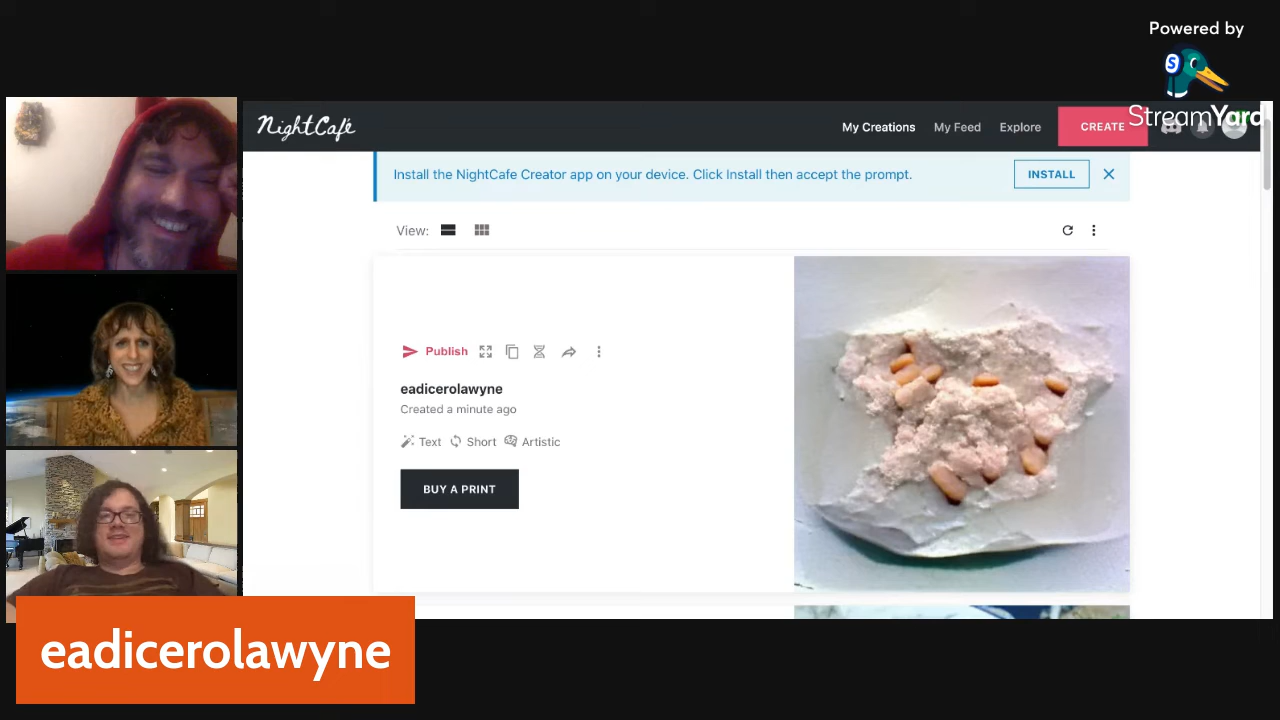 Powered by
StreamYard
NightCafé
My Creations
My Feed
Explore
CREATE
Install the NightCafe Creator app on your device. Click Install then accept the prompt.
INSTALL
View:
Publish
eadicerolawyne
Created a minute ago
Text
Short
Artistic
BUY A PRINT
eadicerolawyne